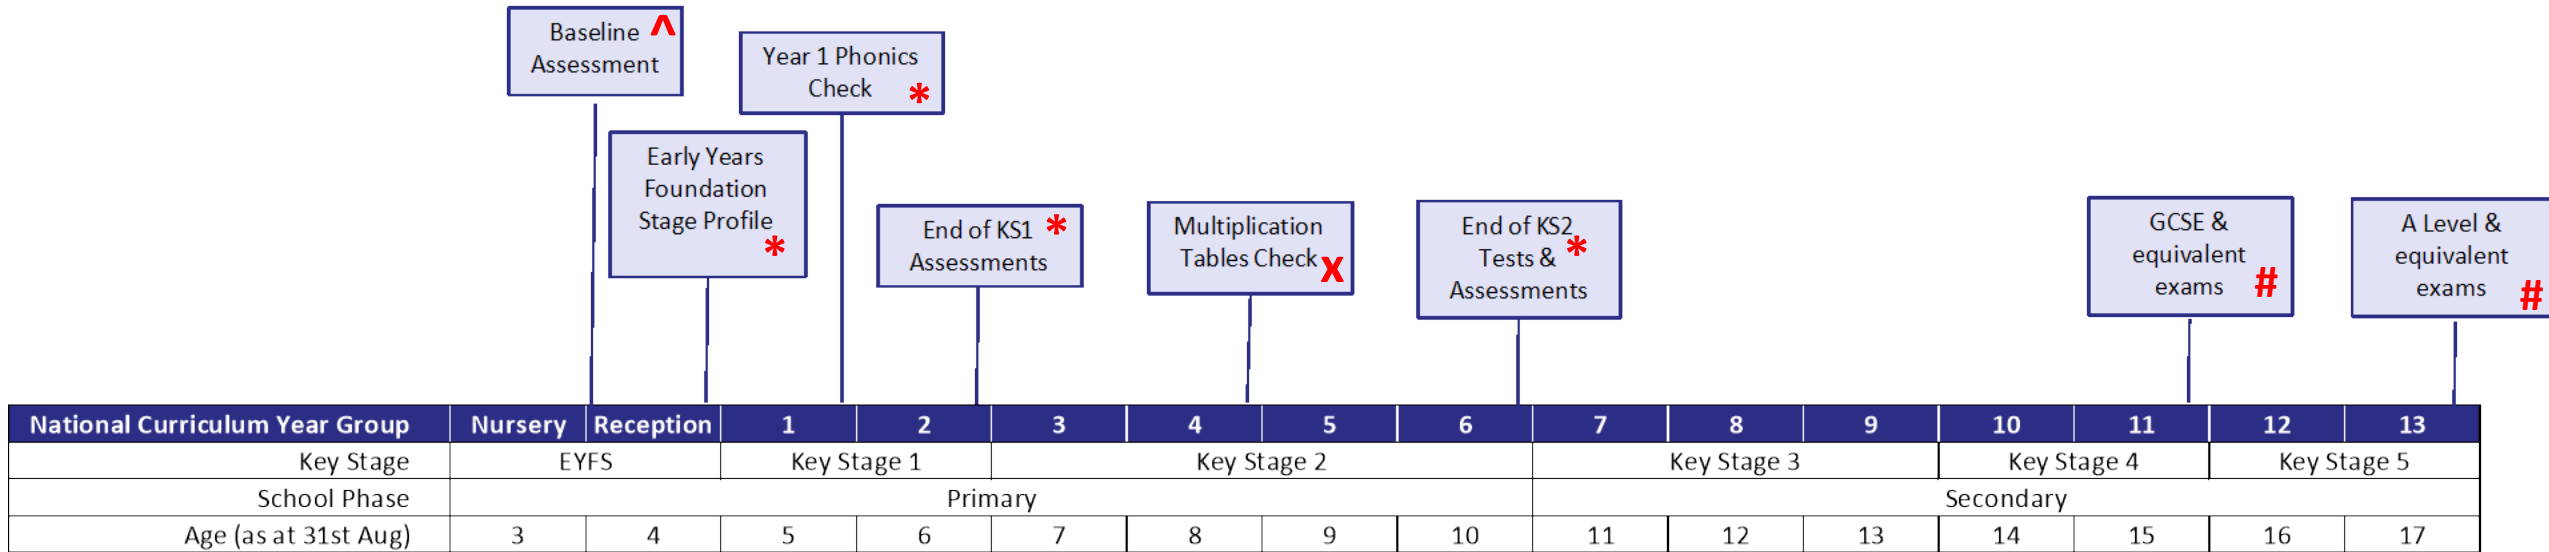 Baseline ^
Assessment
Year 1 Phonics
Check *
Early Years
Foundation
Stage Profile
*
End of KS1 *
Assessments
Multiplication
Tables Check x
End of KS2
Tests & *
Assessments
GCSE &
equivalent
exams #
A Level &
equivalent
exams #
National Curriculum Year Group Nursery Reception 1 2 3 4 5 6 7 8 9 10 11 12 13
Key Stage EYFS Key Stage 1 Key Stage 2 Key Stage 3 Key Stage 4 Key Stage 5
School Phase Primary Secondary
Age (as at 31st Aug) 3 4 5 6 7 8 9 10 11 12 13 14 15 16 17